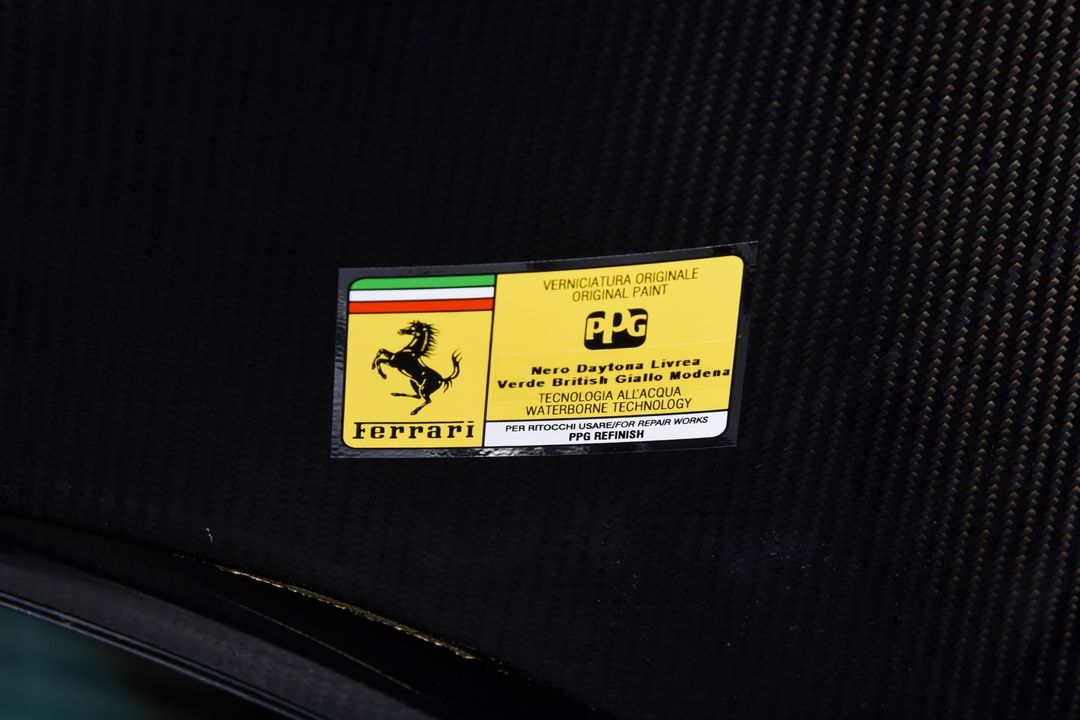 Ferrari
VERNICIATURA ORIGINALE
ORIGINAL PAINT
PPG
Nero Daytona Livrea
Verde British Giallo Modena
TECNOLOGIA ALL'ACQUA
WATERBORNE TECHNOLOGY
PER RITOCCHI USARE/FOR REPAIR WORKS
PPG REFINISH